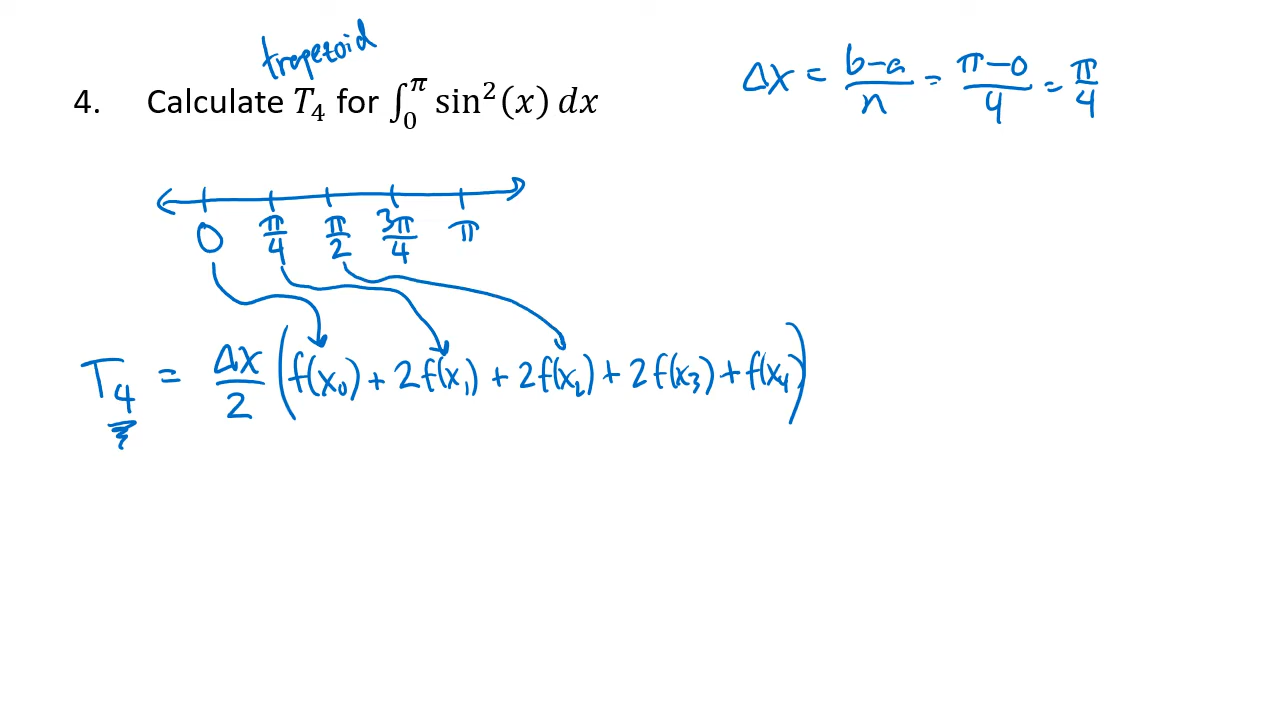 trapezoid
4. Calculate T₄ for ∫₀^π sin²(x) dx
Δx = (b-a)/n = (π-0)/4 = π/4
0 π/4 π/2 3π/4 π
T₄ = Δx/2 (f(x₀) + 2f(x₁) + 2f(x₂) + 2f(x₃) + f(x₄))